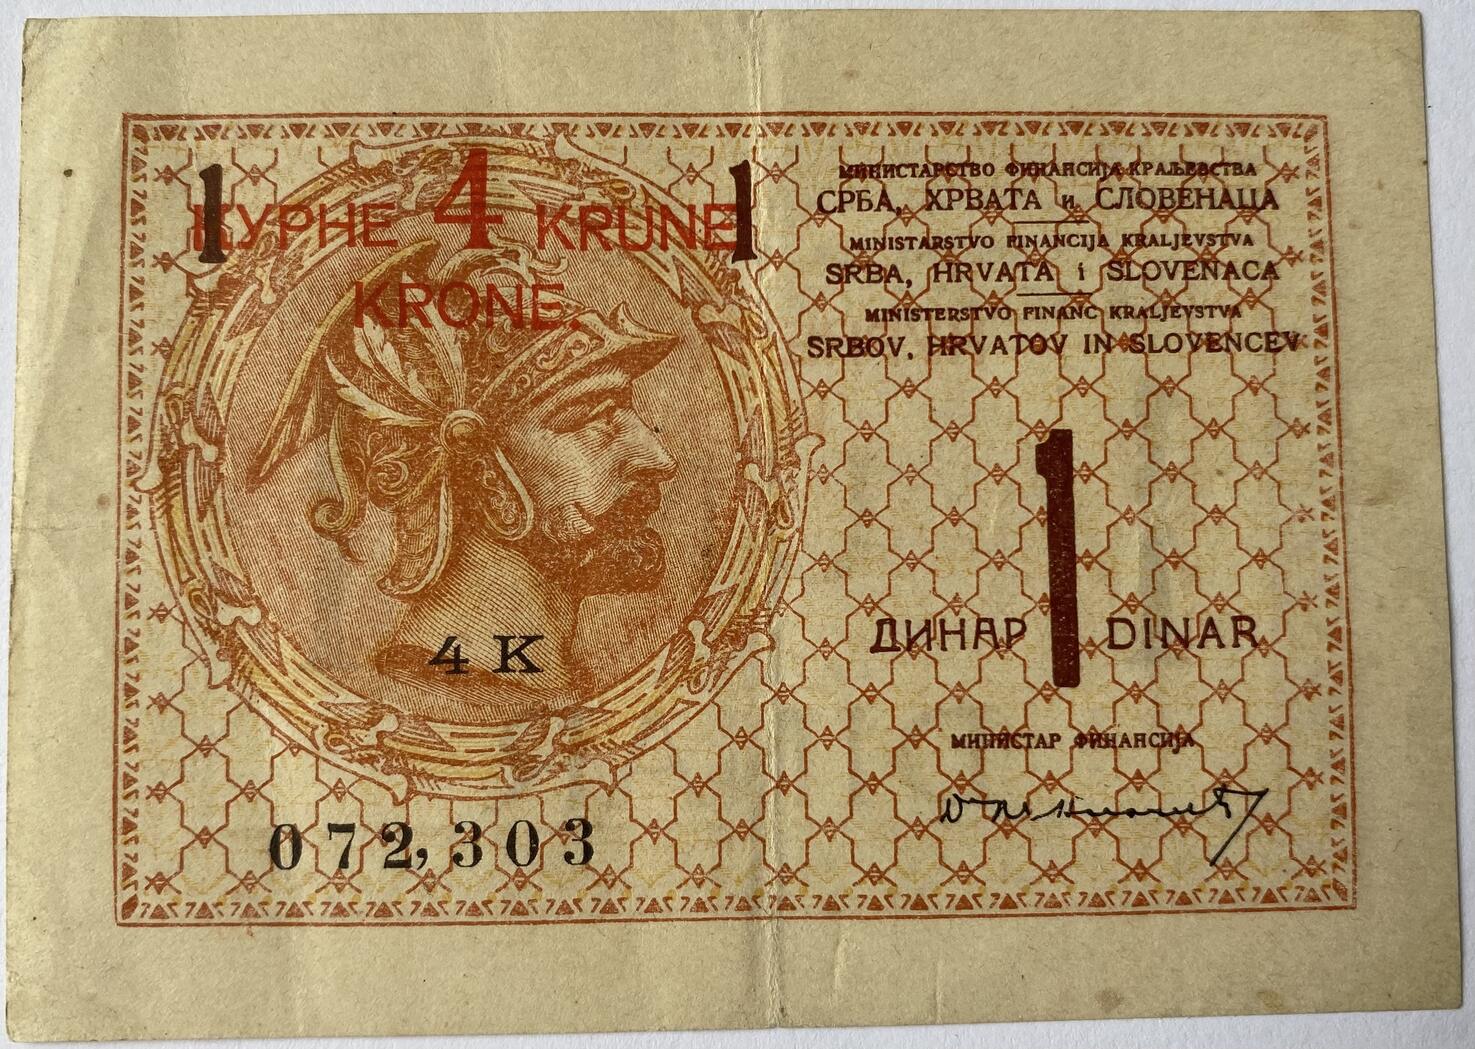 1 КУРНЕ 4 KRUNE 1
KRONE.
4 K
072,303
МИНИСТАРСТВО ФИНАНСИЈА КРАЉЕВСТВА
СРБА, ХРВАТА и СЛОВЕНАЦА
MINISTARSTVO FINANCIJA KRALJEVSTVA
SRBA, HRVATA i SLOVENACA
MINISTERSTVO FINANC KRALJEVSTVA
SRBOV, HRVATOV IN SLOVENCEV
ДИНАР 1 DINAR
МИНИСТАР ФИНАНСИЈА